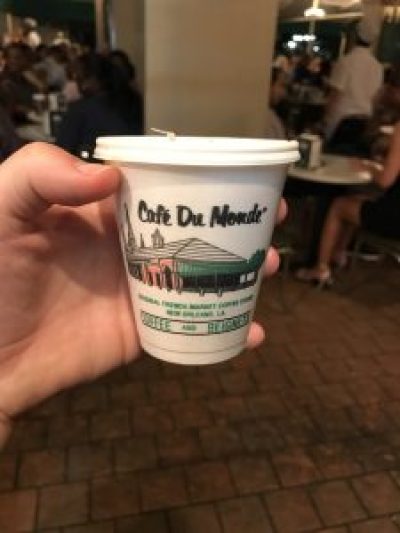 Café Du Monde
ORIGINAL FRENCH MARKET COFFEE STAND
NEW ORLEANS, LA
COFFEE AND BEIGNETS